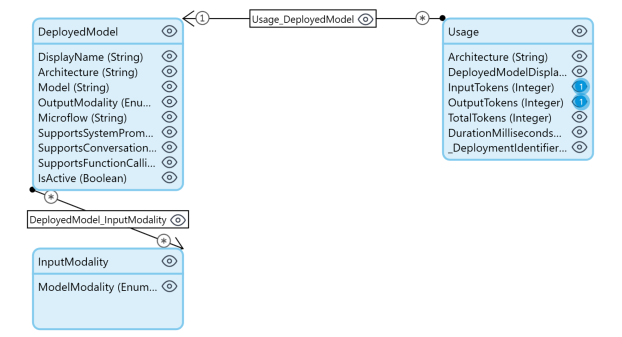 1
Usage_DeployedModel
*
DeployedModel
DisplayName (String)
Architecture (String)
Model (String)
OutputModality (Enu...
Microflow (String)
SupportsSystemProm...
SupportsConversation...
SupportsFunctionCalli...
IsActive (Boolean)
Usage
Architecture (String)
DeployedModelDispla...
InputTokens (Integer) 1
OutputTokens (Integer) 1
TotalTokens (Integer)
DurationMilliseconds...
_DeploymentIdentifier...
*
DeployedModel_InputModality
*
InputModality
ModelModality (Enum...